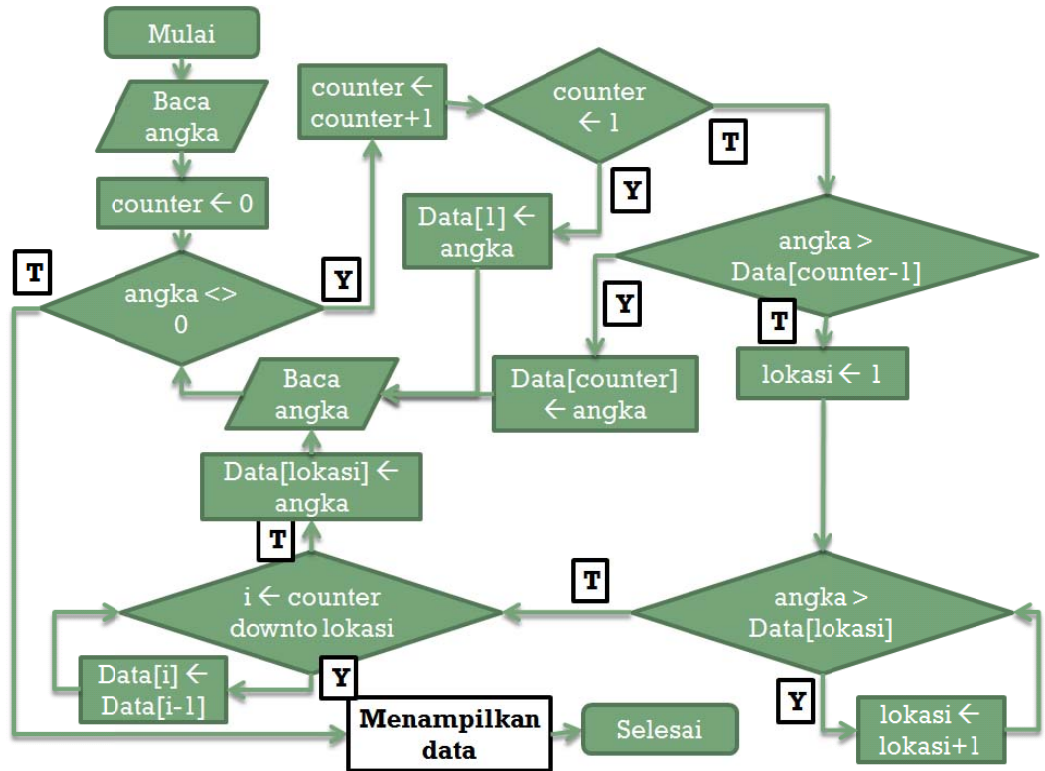 Mulai
Baca
angka
counter ← 0
angka <>
0
T
Y
counter ←
counter+1
counter
← 1
T
Y
Data[1] ←
angka
angka >
Data[counter-1]
Y
T
Data[counter]
← angka
lokasi ← 1
Baca
angka
Data[lokasi] ←
angka
T
i ← counter
downto lokasi
Y
Data[i] ←
Data[i-1]
T
angka >
Data[lokasi]
Y
lokasi ←
lokasi+1
Menampilkan
data
Selesai